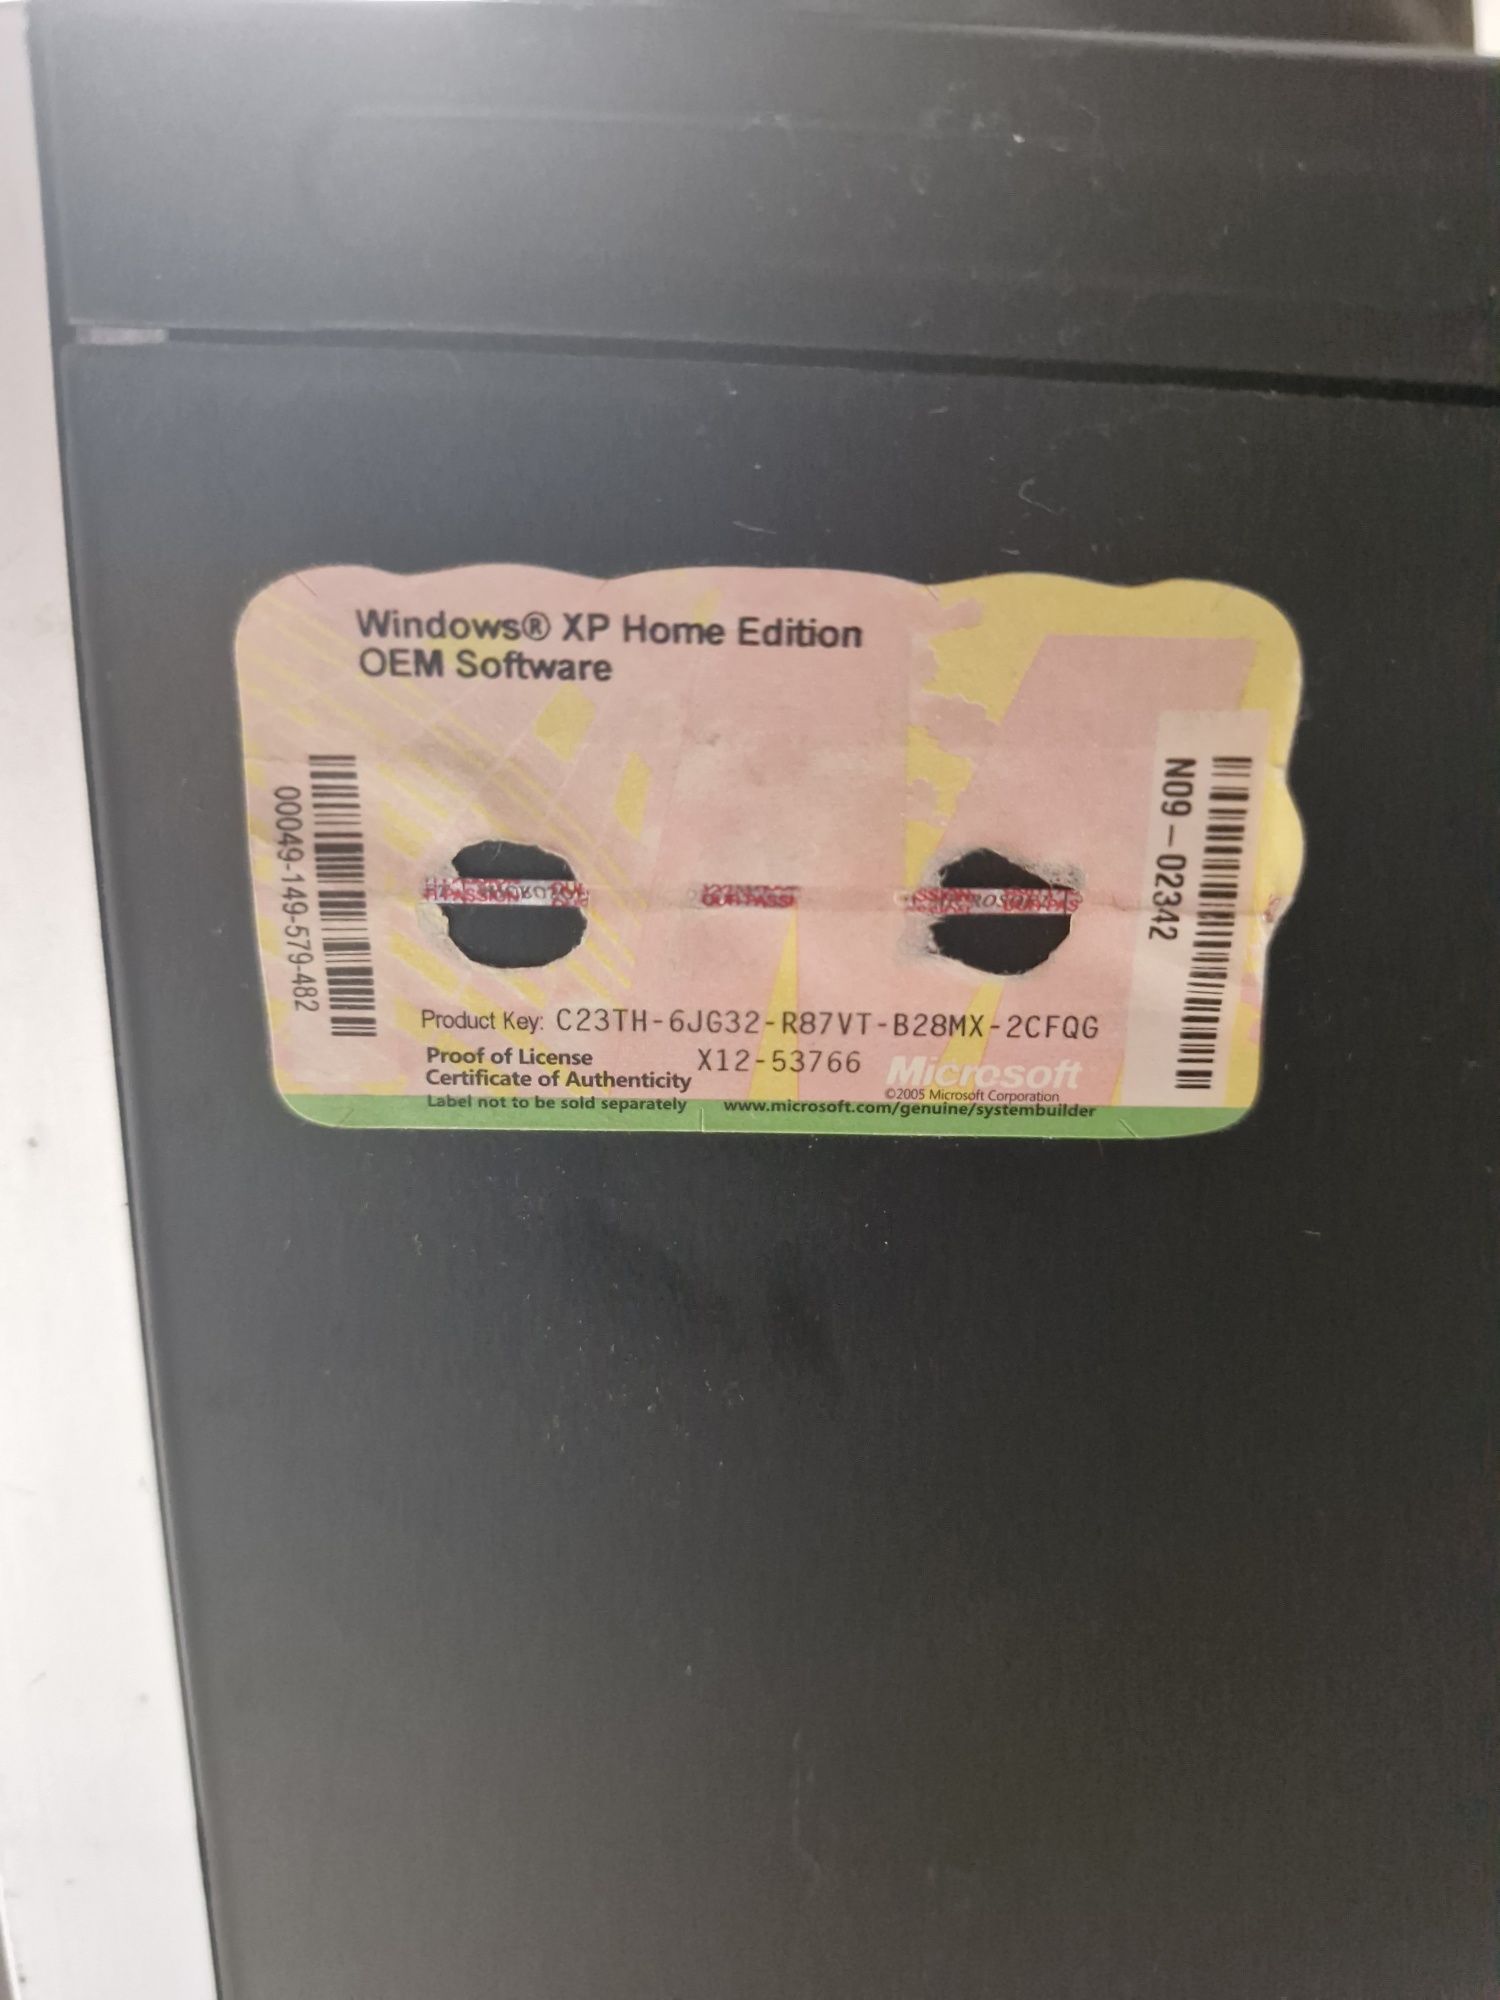 Windows® XP Home Edition
OEM Software
00049-149-579-482
N09-02342
OUR PASSI
Product Key: C23TH-6JG32-R87VT-B28MX-2CFQG
Proof of License
Certificate of Authenticity
X12-53766
Microsoft
©2005 Microsoft Corporation
Label not to be sold separately
www.microsoft.com/genuine/systembuilder